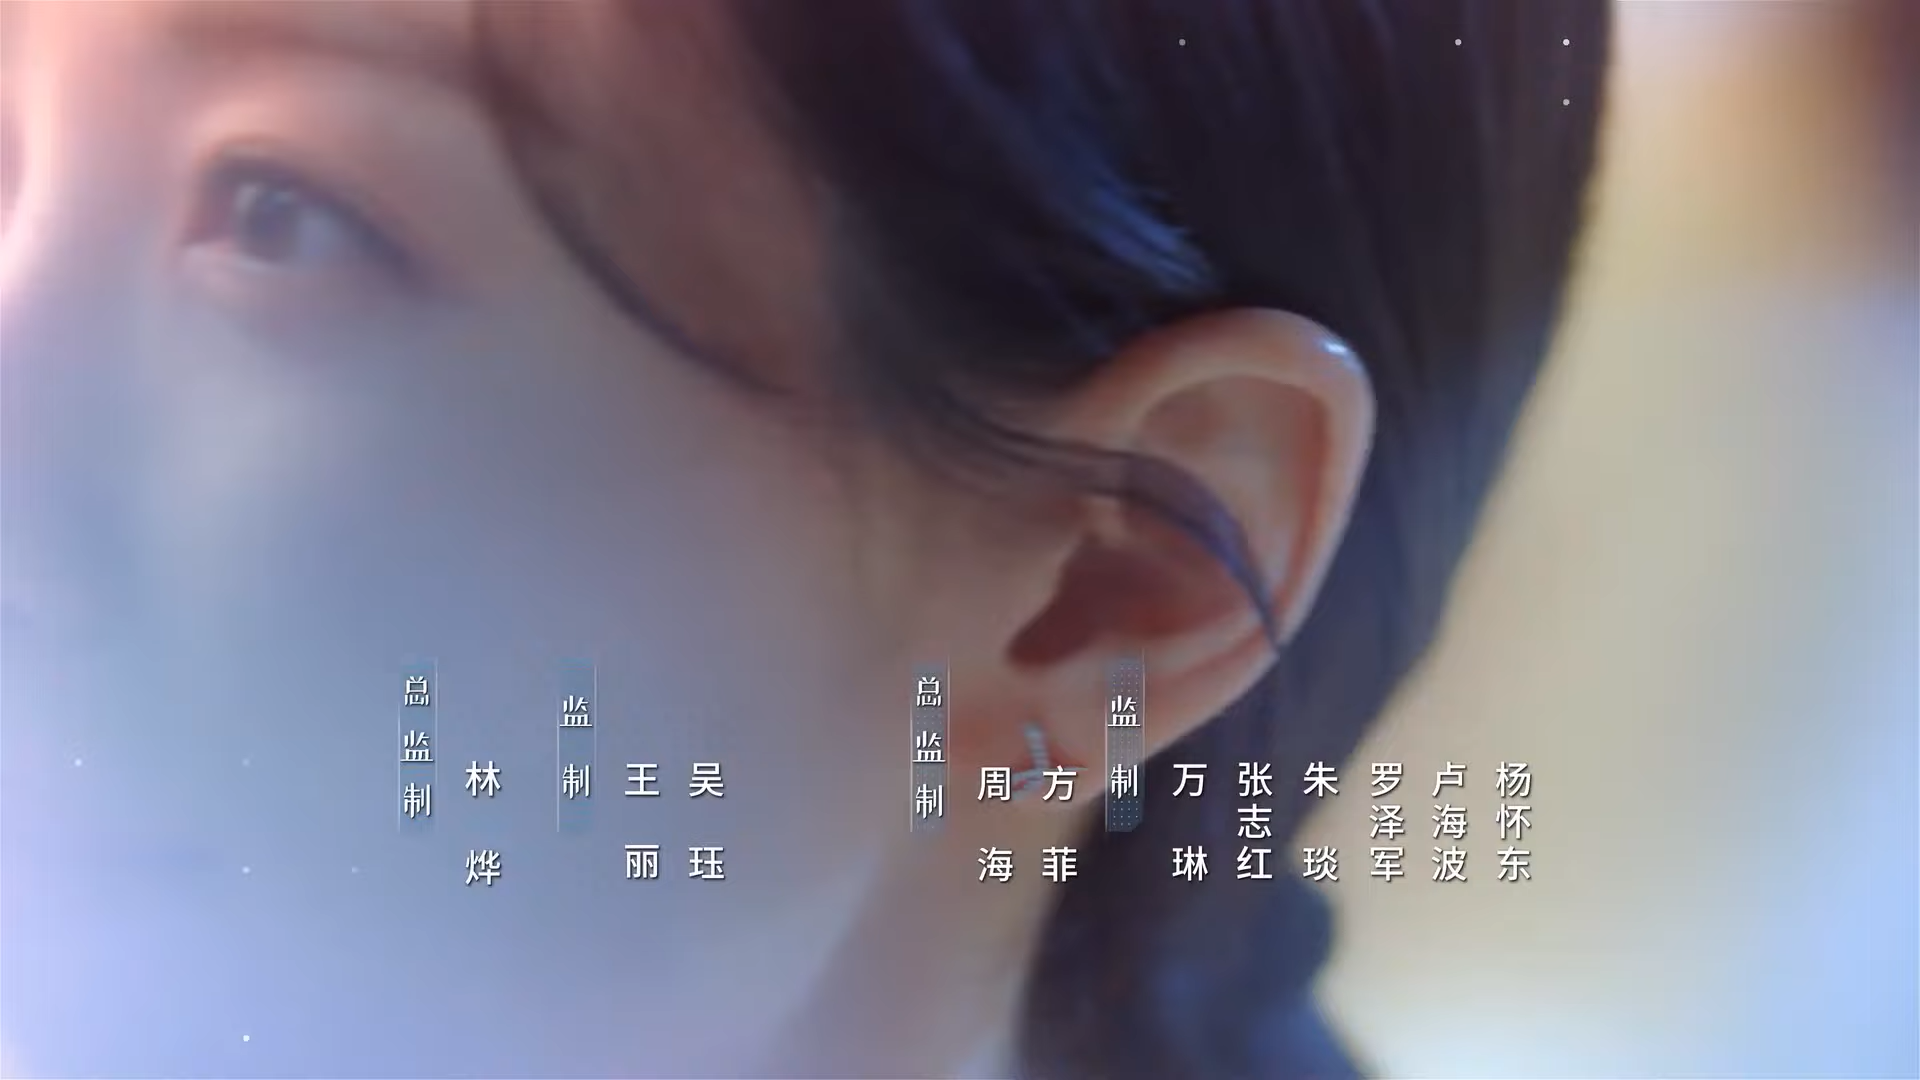 总监制
林烨
监制
王丽
吴珏
总监制
周海
方菲
监制
万琳
张志红
朱琰
罗泽军
卢海波
杨怀东